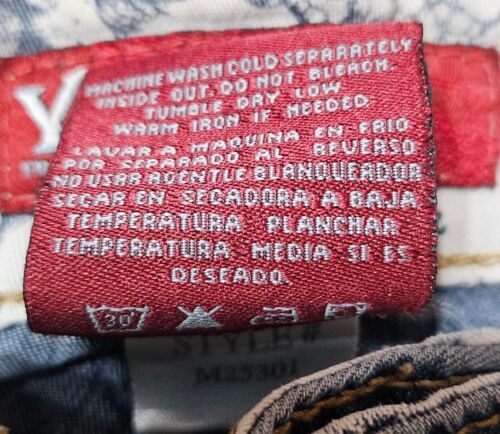 Y
MACHINE WASH COLD SEPARATELY
INSIDE OUT. DO NOT BLEACH.
TUMBLE DRY LOW
WARM IRON IF NEEDED
LAVAR A MAQUINA EN FRIO
POR SEPARADO AL REVERSO
NO USAR AGENTLE BLANQUEADOR
SECAR EN SECADORA A BAJA
TEMPERATURA PLANCHAR
TEMPERATURA MEDIA SI ES
DESEADO.
30°
STYLE#
M25301